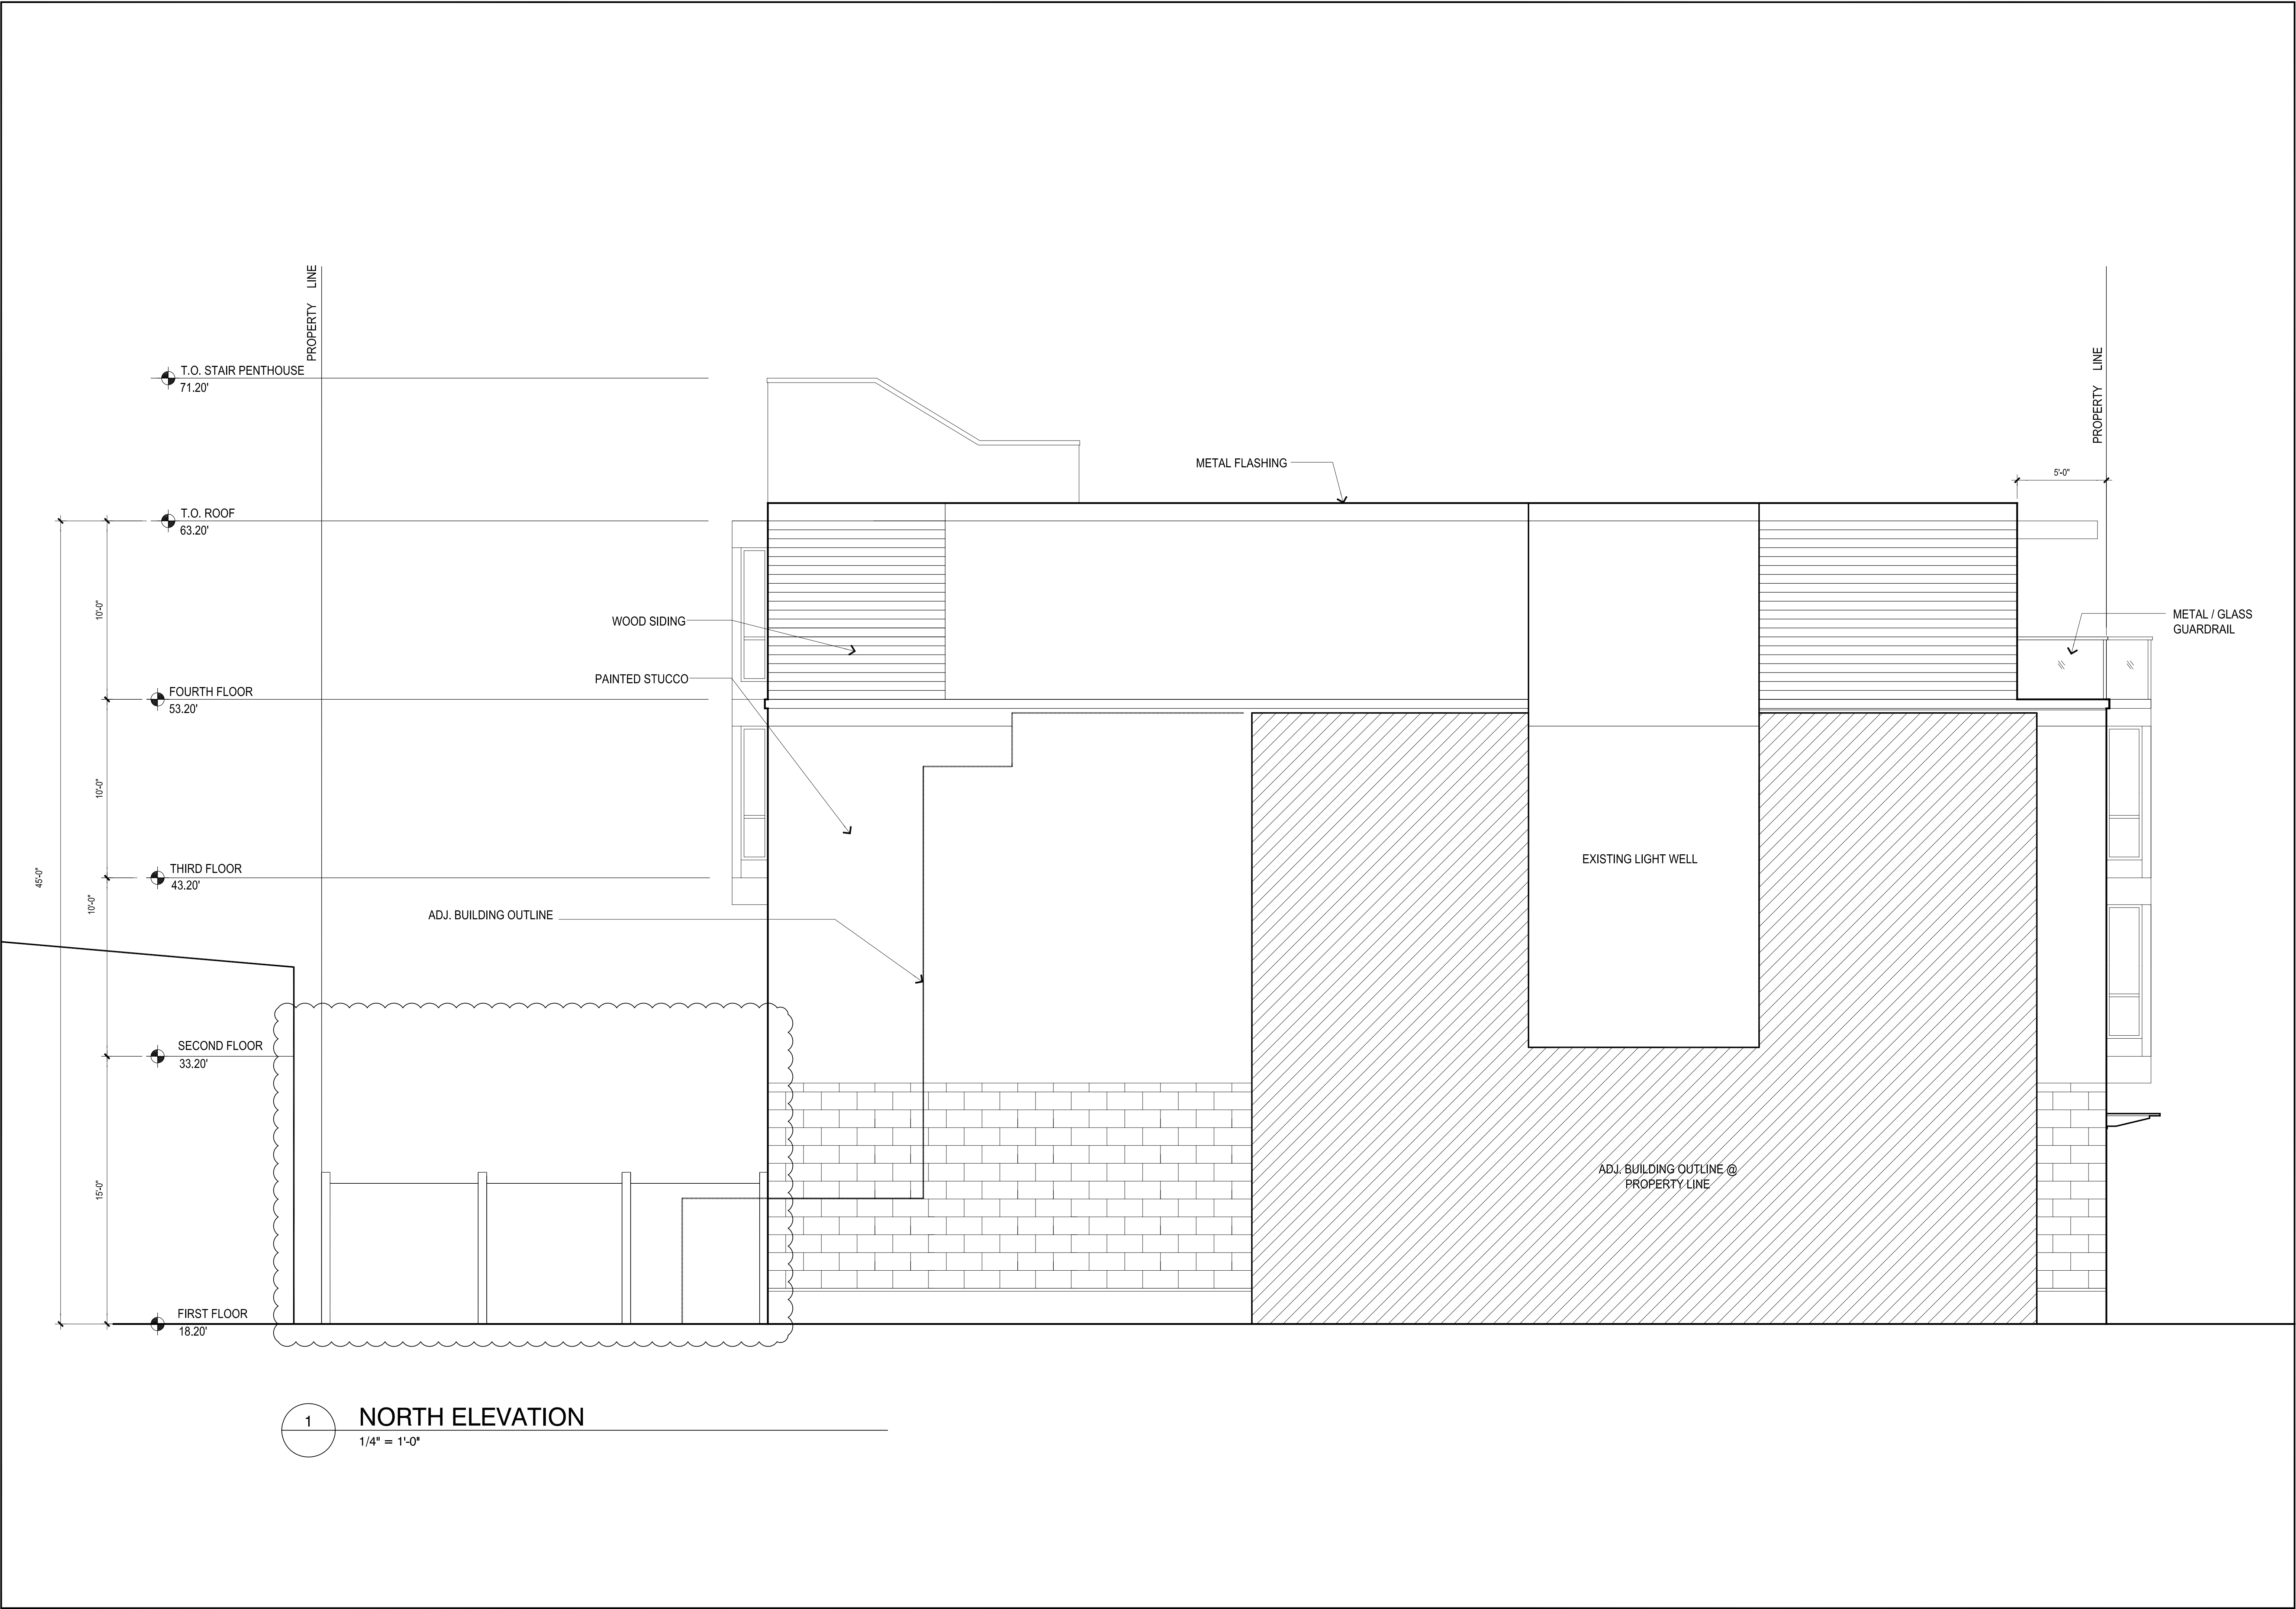 PROPERTY LINE
PROPERTY LINE
T.O. STAIR PENTHOUSE
71.20'
METAL FLASHING
5'-0"
T.O. ROOF
63.20'
10'-0"
WOOD SIDING
METAL / GLASS
GUARDRAIL
PAINTED STUCCO
FOURTH FLOOR
53.20'
10'-0"
EXISTING LIGHT WELL
THIRD FLOOR
43.20'
45'-0"
10'-0"
ADJ. BUILDING OUTLINE
SECOND FLOOR
33.20'
ADJ. BUILDING OUTLINE @
PROPERTY LINE
15'-0"
FIRST FLOOR
18.20'
1
NORTH ELEVATION
1/4" = 1'-0"